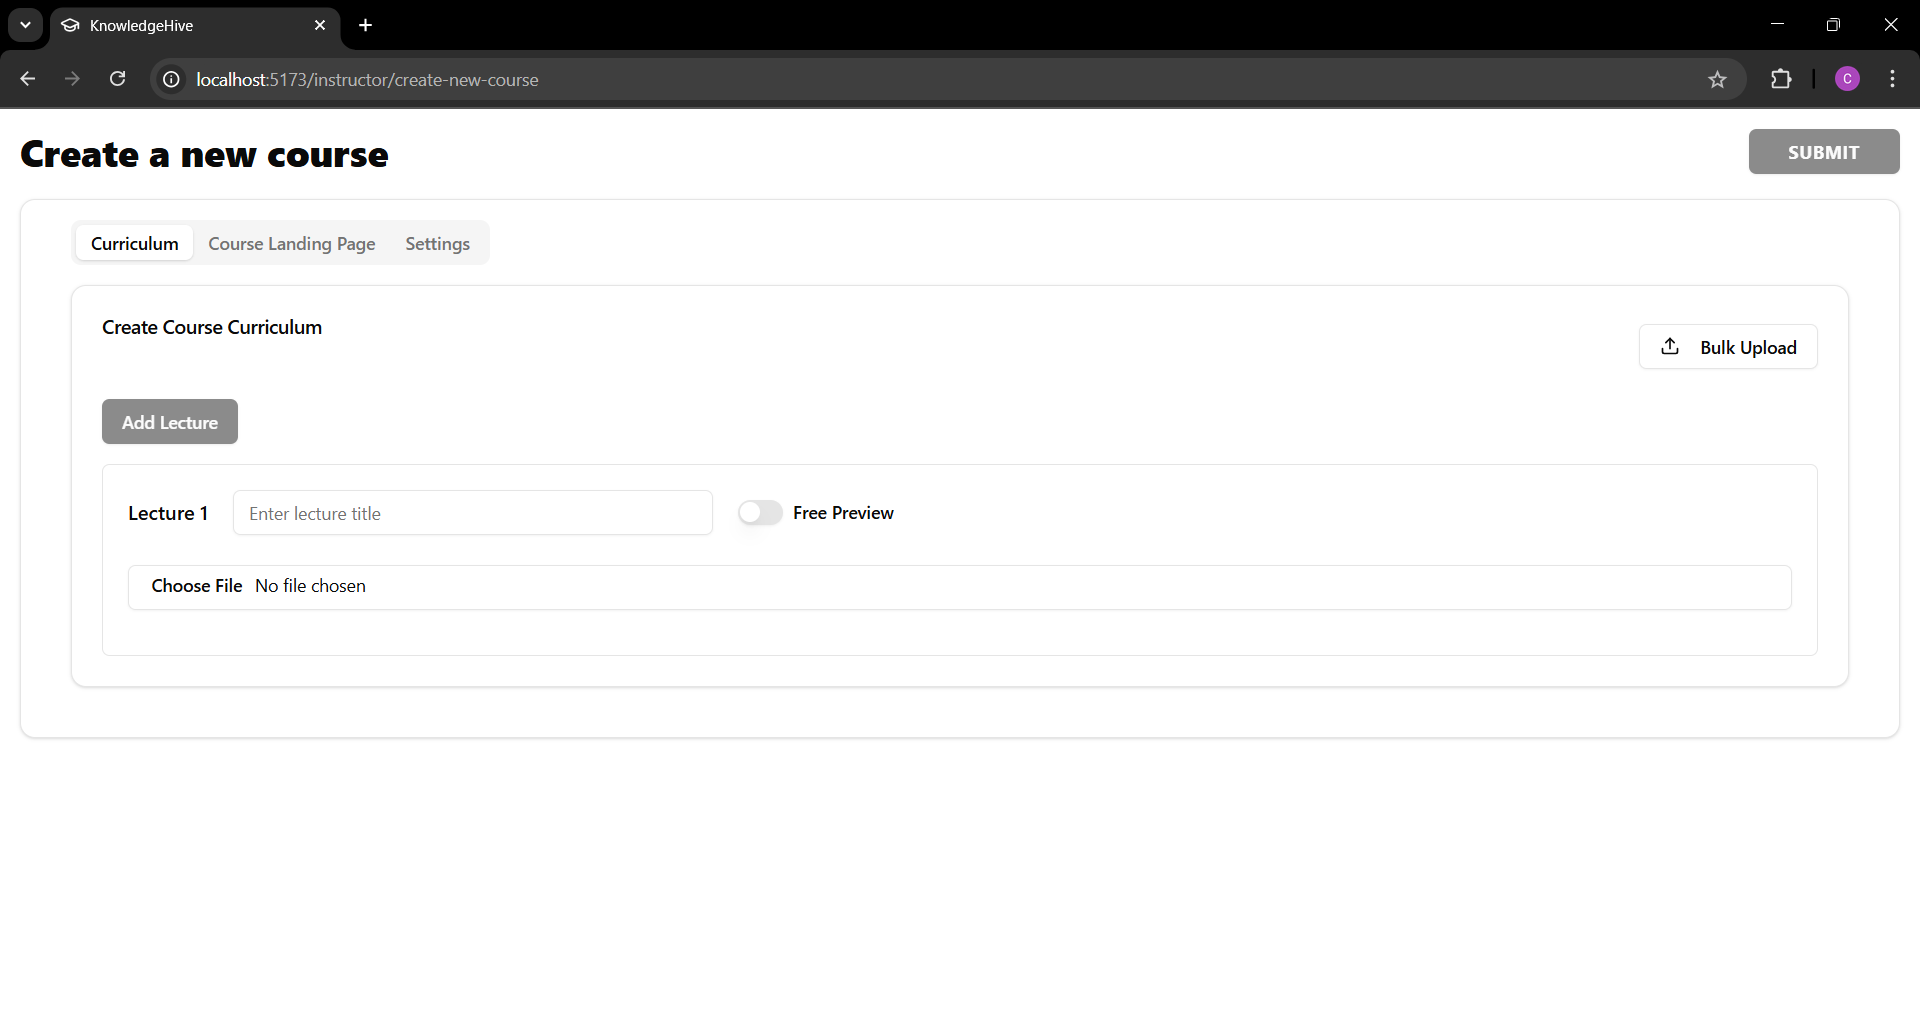 KnowledgeHive
localhost:5173/instructor/create-new-course
C
Create a new course
SUBMIT
Curriculum
Course Landing Page
Settings
Create Course Curriculum
Bulk Upload
Add Lecture
Lecture 1
Enter lecture title
Free Preview
Choose File No file chosen